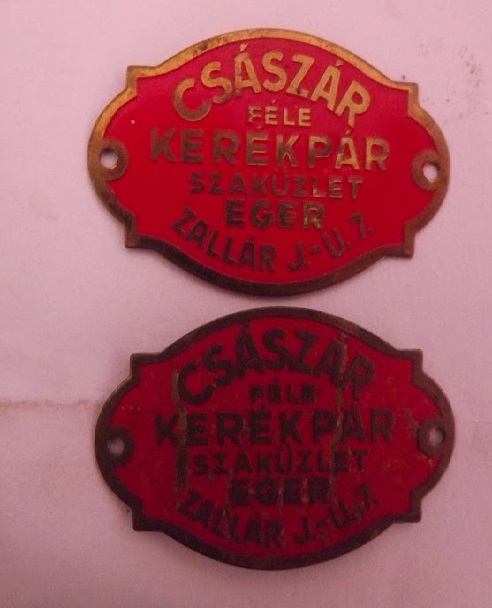 CSÁSZÁR
FÉLE
KERÉKPÁR
SZAKÜZLET
EGER
ZALLÁR J.-U. 7.
CSÁSZÁR
FÉLE
KERÉKPÁR
SZAKÜZLET
EGER
ZALLÁR J.-U. 7.